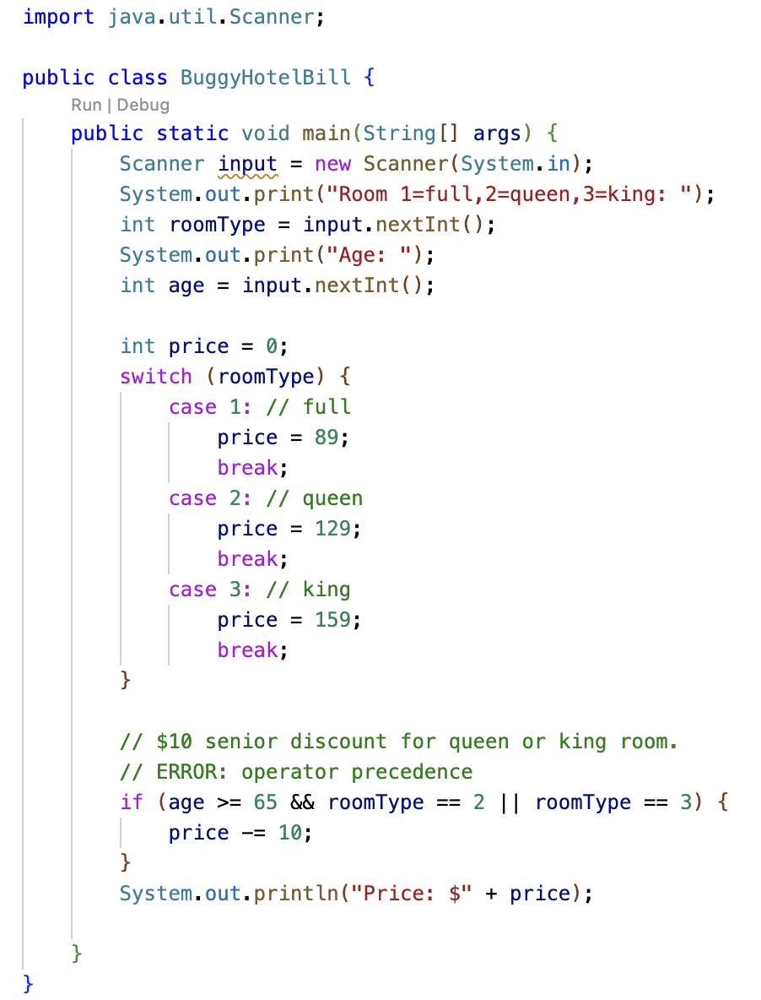 import java.util.Scanner;
public class BuggyHotelBill {
Run | Debug
public static void main(String[] args) {
Scanner input = new Scanner(System.in);
System.out.print("Room 1=full,2=queen,3=king: ");
int roomType = input.nextInt();
System.out.print("Age: ");
int age = input.nextInt();
int price = 0;
switch (roomType) {
case 1: // full
price = 89;
break;
case 2: // queen
price = 129;
break;
case 3: // king
price = 159;
break;
}
// $10 senior discount for queen or king room.
// ERROR: operator precedence
if (age >= 65 && roomType == 2 || roomType == 3) {
price -= 10;
}
System.out.println("Price: $" + price);
}
}